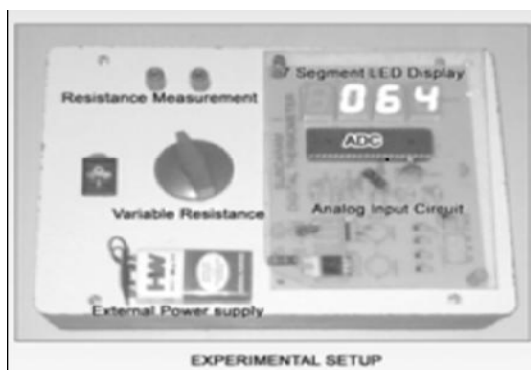 7 Segment LED Display
Resistance Measurement
064
ADC
Variable Resistance
Analog Input Circuit
HW
External Power supply
EXPERIMENTAL SETUP